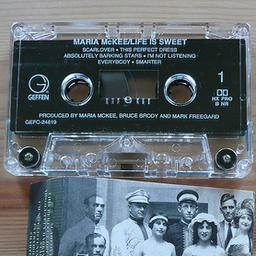 MARIA McKEE/LIFE IS SWEET
SCARLOVER • THIS PERFECT DRESS
ABSOLUTELY BARKING STARS • I'M NOT LISTENING
EVERYBODY • SMARTER
GEFFEN
1
HX PRO
B NR
GEFC-24819
PRODUCED BY MARIA McKEE, BRUCE BRODY AND MARK FREEGARD